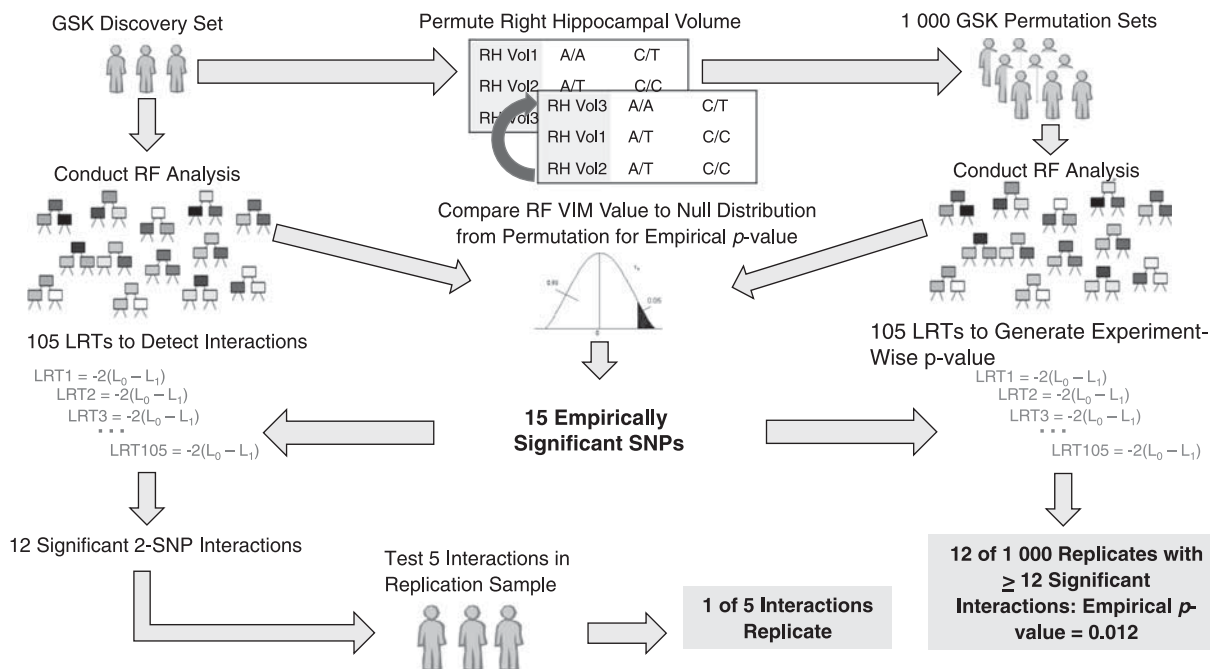 GSK Discovery Set
Permute Right Hippocampal Volume
1 000 GSK Permutation Sets
RH Vol1 A/A C/T
RH Vol2 A/T C/C
RH Vol3
RH Vol3 A/A C/T
RH Vol1 A/T C/C
RH Vol2 A/T C/C
Conduct RF Analysis
Conduct RF Analysis
Compare RF VIM Value to Null Distribution
from Permutation for Empirical p-value
0.05
105 LRTs to Detect Interactions
LRT1 = -2(L₀ – L₁)
LRT2 = -2(L₀ – L₁)
LRT3 = -2(L₀ – L₁)
...
LRT105 = -2(L₀ – L₁)
105 LRTs to Generate Experiment-
Wise p-value
LRT1 = -2(L₀ – L₁)
LRT2 = -2(L₀ – L₁)
LRT3 = -2(L₀ – L₁)
...
LRT105 = -2(L₀ – L₁)
15 Empirically
Significant SNPs
12 Significant 2-SNP Interactions
Test 5 Interactions in
Replication Sample
1 of 5 Interactions
Replicate
12 of 1 000 Replicates with
≥ 12 Significant
Interactions: Empirical p-
value = 0.012